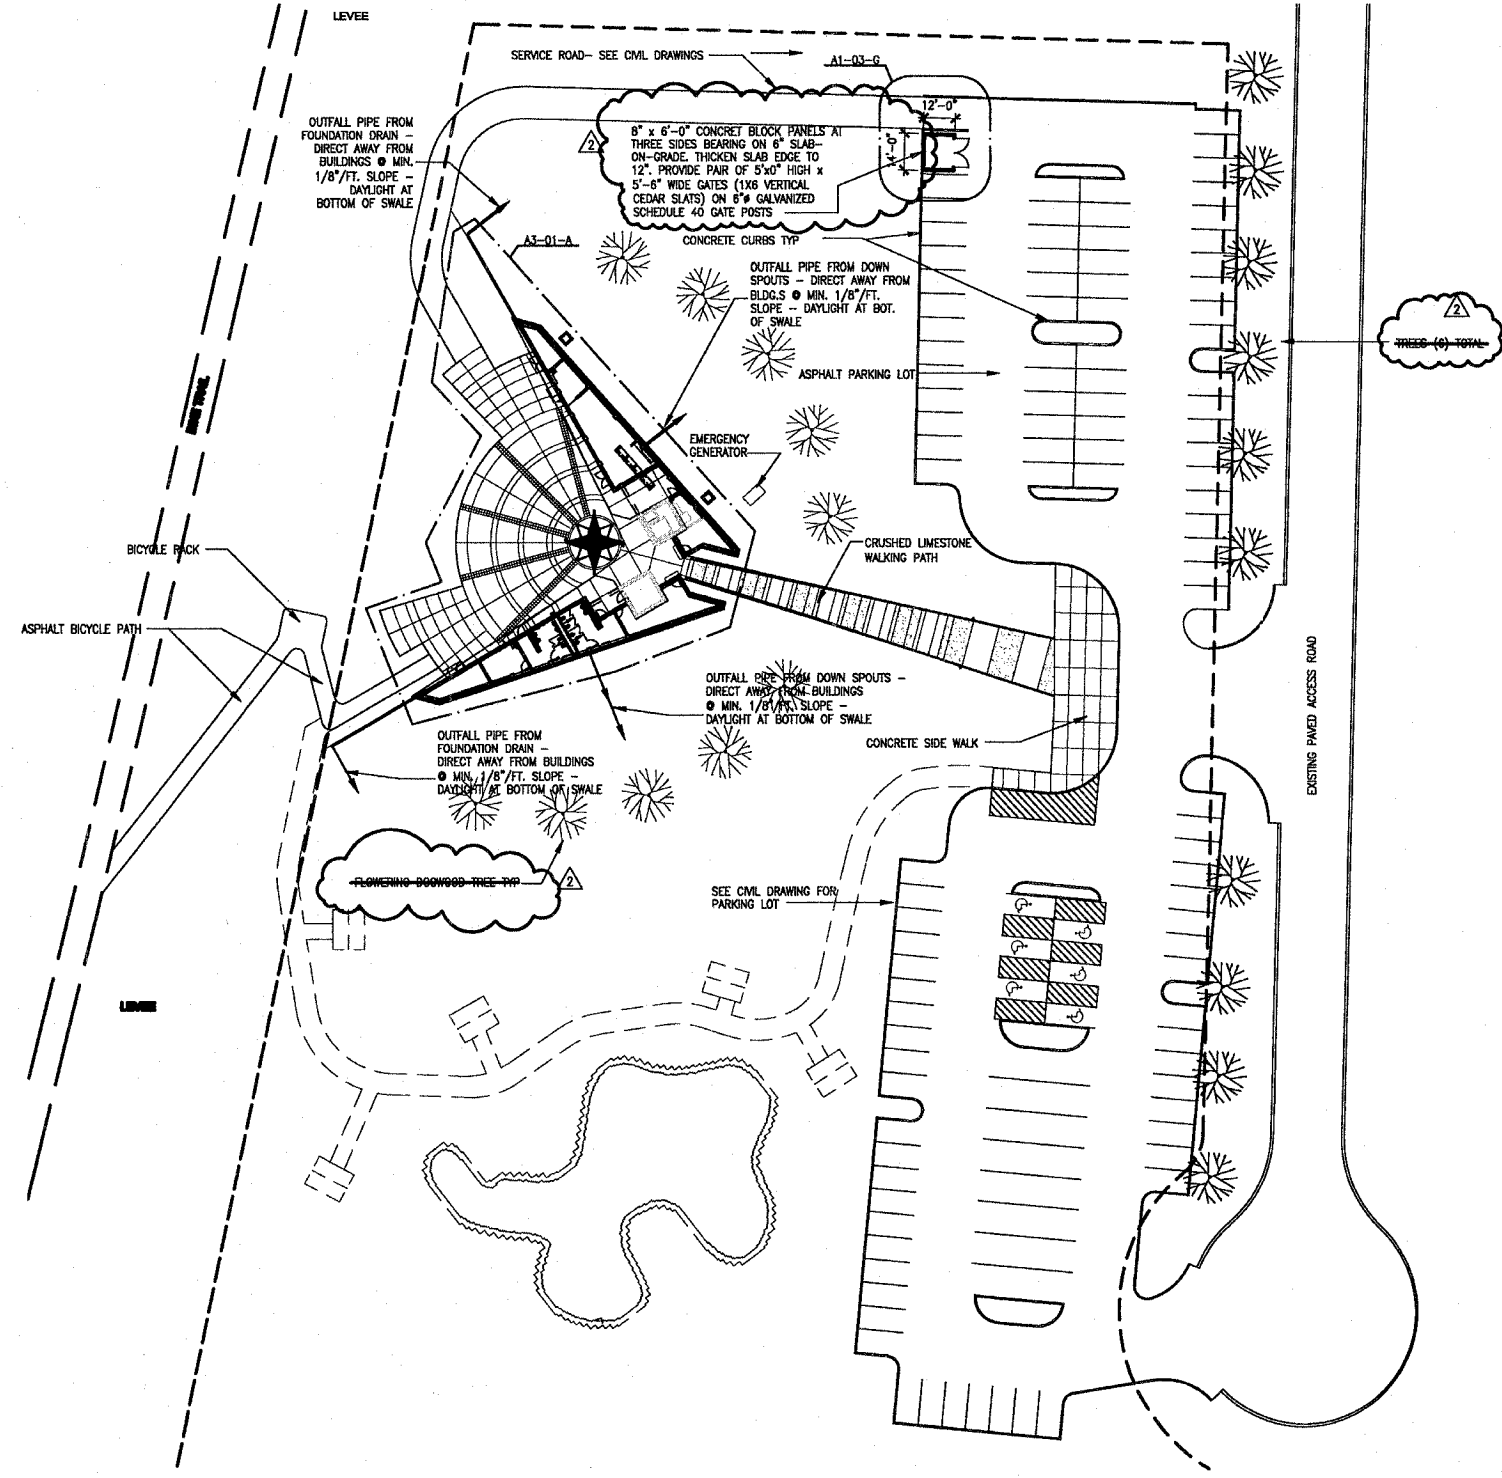 LEVEE
SERVICE ROAD- SEE CIVIL DRAWINGS
A1-03-G
12'-0"
14'-0"
OUTFALL PIPE FROM
FOUNDATION DRAIN -
DIRECT AWAY FROM
BUILDINGS @ MIN.
1/8"/FT. SLOPE -
DAYLIGHT AT
BOTTOM OF SWALE
2
8" x 6'-0" CONCRET BLOCK PANELS AT
THREE SIDES BEARING ON 6" SLAB-
ON-GRADE. THICKEN SLAB EDGE TO
12". PROVIDE PAIR OF 5'x0" HIGH x
5'-6" WIDE GATES (1X6 VERTICAL
CEDAR SLATS) ON 6"ø GALVANIZED
SCHEDULE 40 GATE POSTS
A3-01-A
CONCRETE CURBS TYP
OUTFALL PIPE FROM DOWN
SPOUTS - DIRECT AWAY FROM
BLDG.S @ MIN. 1/8"/FT.
SLOPE - DAYLIGHT AT BOT.
OF SWALE
2
TREES (6) TOTAL
ASPHALT PARKING LOT
BIKE TRAIL
EMERGENCY
GENERATOR
BICYCLE RACK
CRUSHED LIMESTONE
WALKING PATH
ASPHALT BICYCLE PATH
EXISTING PAVED ACCESS ROAD
OUTFALL PIPE FROM DOWN SPOUTS -
DIRECT AWAY FROM BUILDINGS
@ MIN. 1/8"/FT. SLOPE -
DAYLIGHT AT BOTTOM OF SWALE
OUTFALL PIPE FROM
FOUNDATION DRAIN -
DIRECT AWAY FROM BUILDINGS
@ MIN. 1/8"/FT. SLOPE -
DAYLIGHT AT BOTTOM OF SWALE
CONCRETE SIDE WALK
FLOWERING DOGWOOD TREE TYP
2
SEE CIVIL DRAWING FOR
PARKING LOT
LEVEE